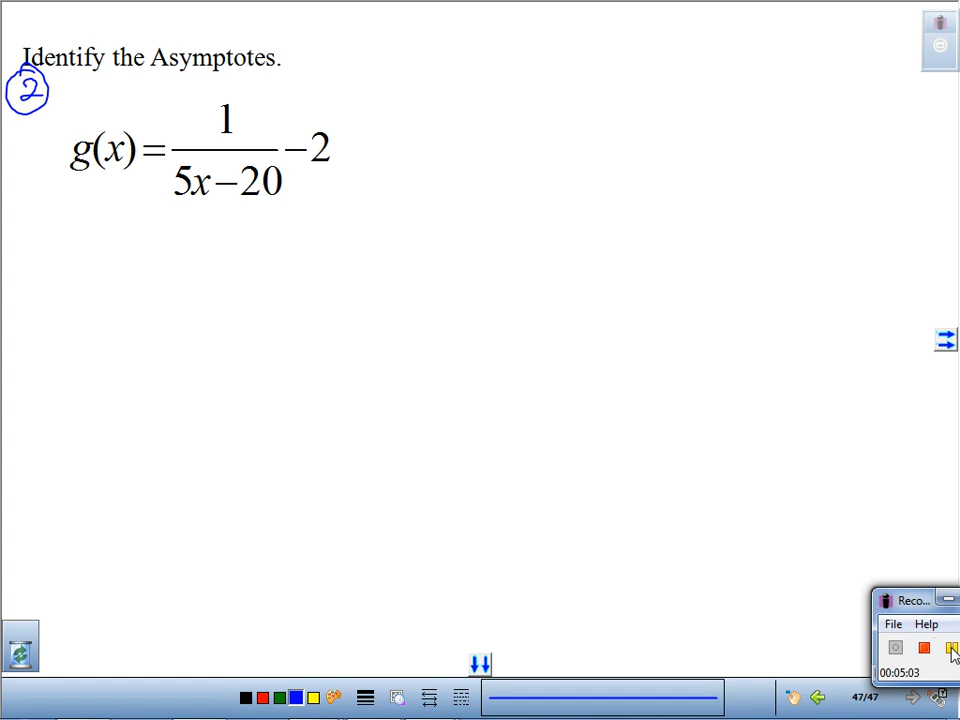 Identify the Asymptotes.
2
g(x) = 1/(5x-20) - 2
Reco...
File Help
00:05:03
47/47